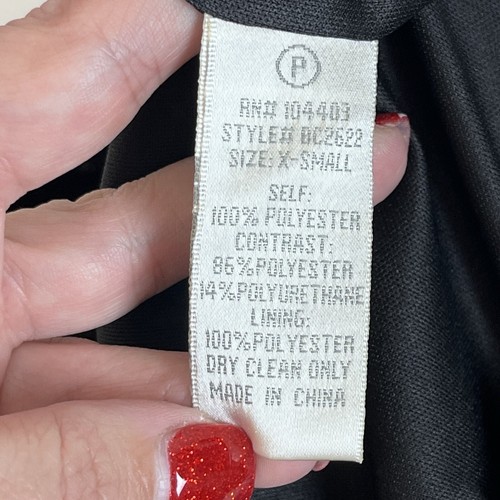 P
RN# 104403
STYLE# DC2622
SIZE: X-SMALL
SELF:
100% POLYESTER
CONTRAST:
86%POLYESTER
14%POLYURETHANE
LINING:
100%POLYESTER
DRY CLEAN ONLY
MADE IN CHINA